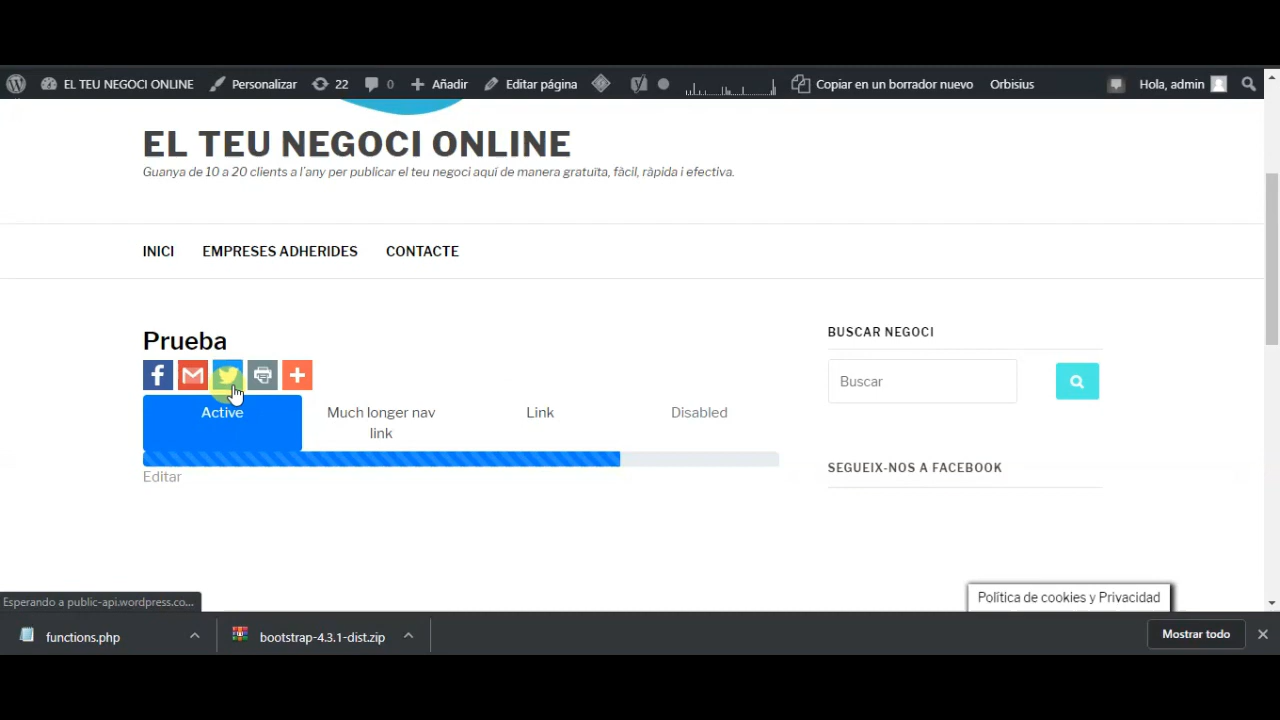 EL TEU NEGOCI ONLINE Personalizar 22 0 Añadir Editar página Copiar en un borrador nuevo Orbisius Hola, admin
EL TEU NEGOCI ONLINE
Guanya de 10 a 20 clients a l'any per publicar el teu negoci aquí de manera gratuïta, fàcil, ràpida i efectiva.
INICI EMPRESES ADHERIDES CONTACTE
Prueba
Active Much longer nav link Link Disabled
Editar
BUSCAR NEGOCI
Buscar
SEGUEIX-NOS A FACEBOOK
Política de cookies y Privacidad
Esperando a public-api.wordpress.co...
functions.php bootstrap-4.3.1-dist.zip Mostrar todo